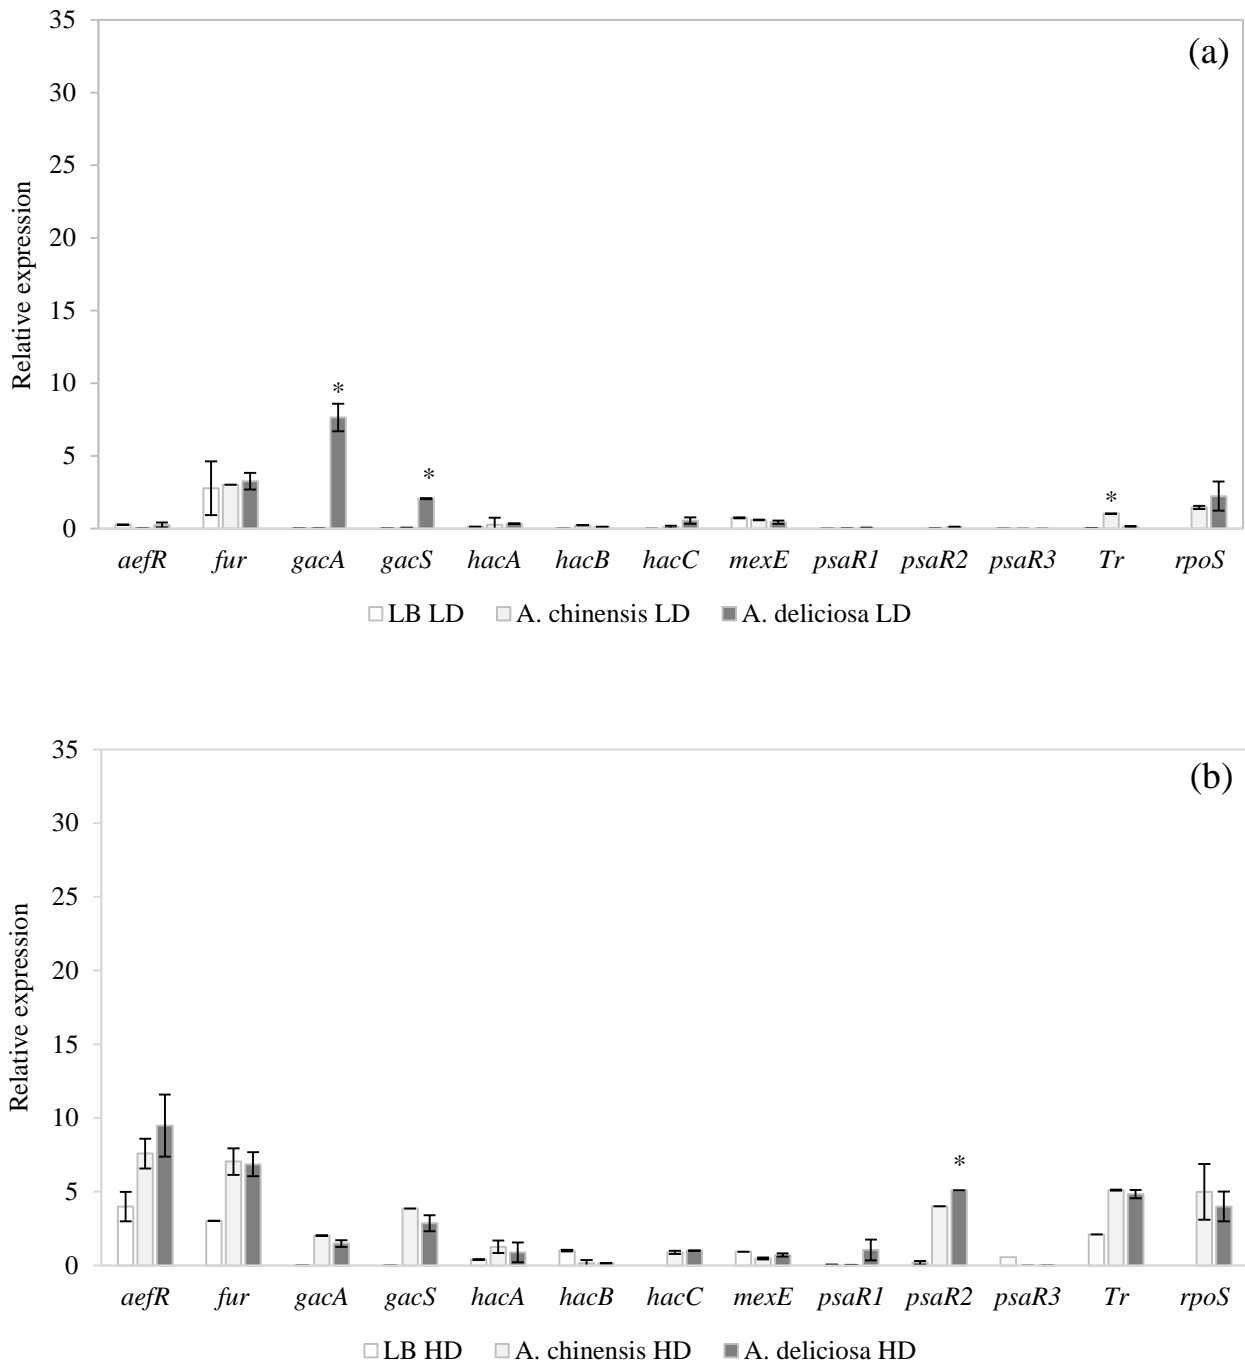 (a)
35
30
25
20
15
10
5
0
Relative expression
*
*
*
aefR fur gacA gacS hacA hacB hacC mexE psaR1 psaR2 psaR3 Tr rpoS
LB LD A. chinensis LD A. deliciosa LD
(b)
35
30
25
20
15
10
5
0
Relative expression
*
aefR fur gacA gacS hacA hacB hacC mexE psaR1 psaR2 psaR3 Tr rpoS
LB HD A. chinensis HD A. deliciosa HD